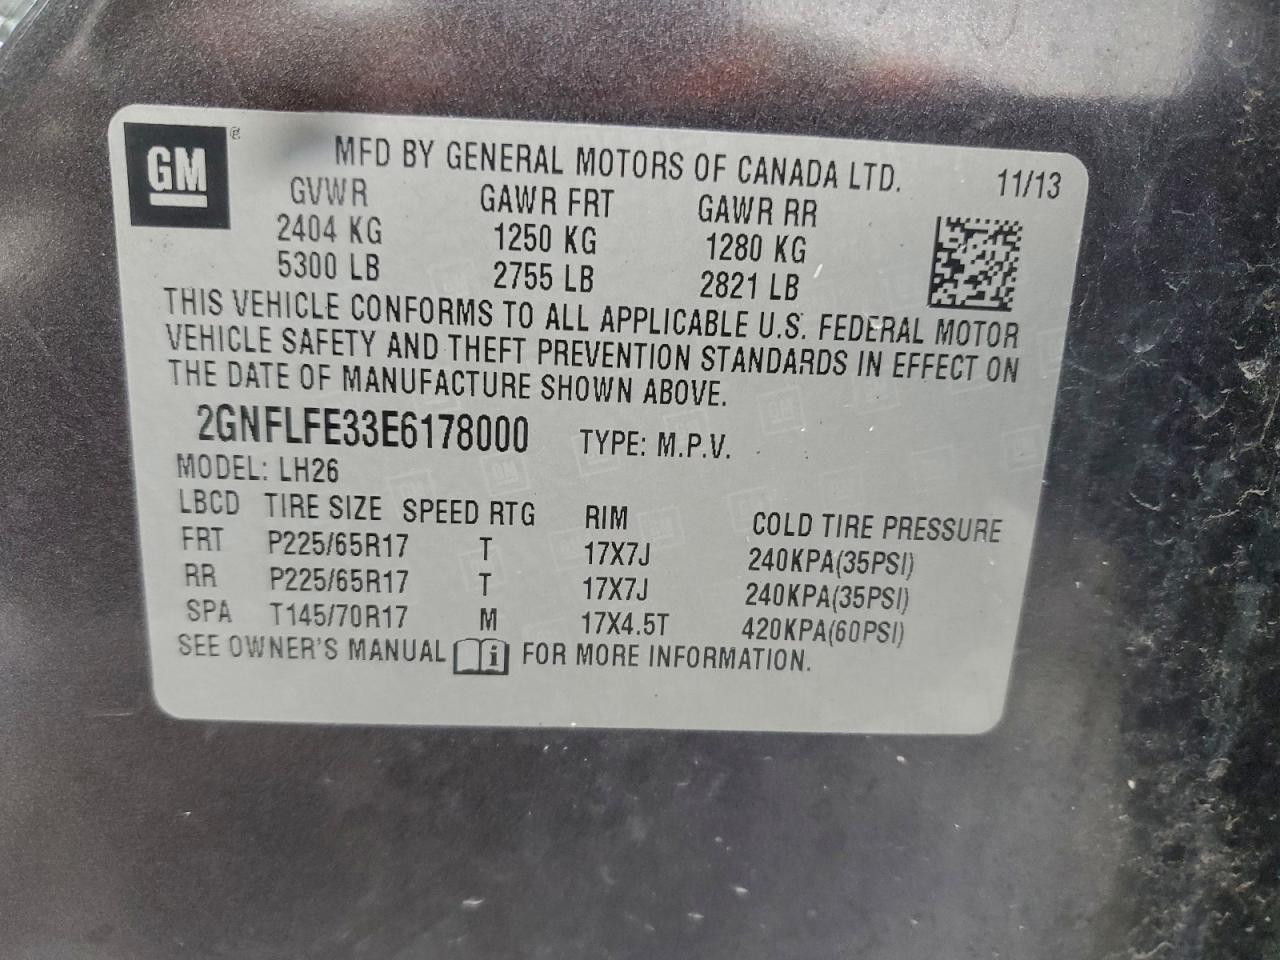 GM®
MFD BY GENERAL MOTORS OF CANADA LTD. 11/13
GVWR GAWR FRT GAWR RR
2404 KG 1250 KG 1280 KG
5300 LB 2755 LB 2821 LB
THIS VEHICLE CONFORMS TO ALL APPLICABLE U.S. FEDERAL MOTOR
VEHICLE SAFETY AND THEFT PREVENTION STANDARDS IN EFFECT ON
THE DATE OF MANUFACTURE SHOWN ABOVE.
2GNFLFE33E6178000 TYPE: M.P.V.
MODEL: LH26
LBCD TIRE SIZE SPEED RTG RIM COLD TIRE PRESSURE
FRT P225/65R17 T 17X7J 240KPA(35PSI)
RR P225/65R17 T 17X7J 240KPA(35PSI)
SPA T145/70R17 M 17X4.5T 420KPA(60PSI)
SEE OWNER'S MANUAL i FOR MORE INFORMATION.